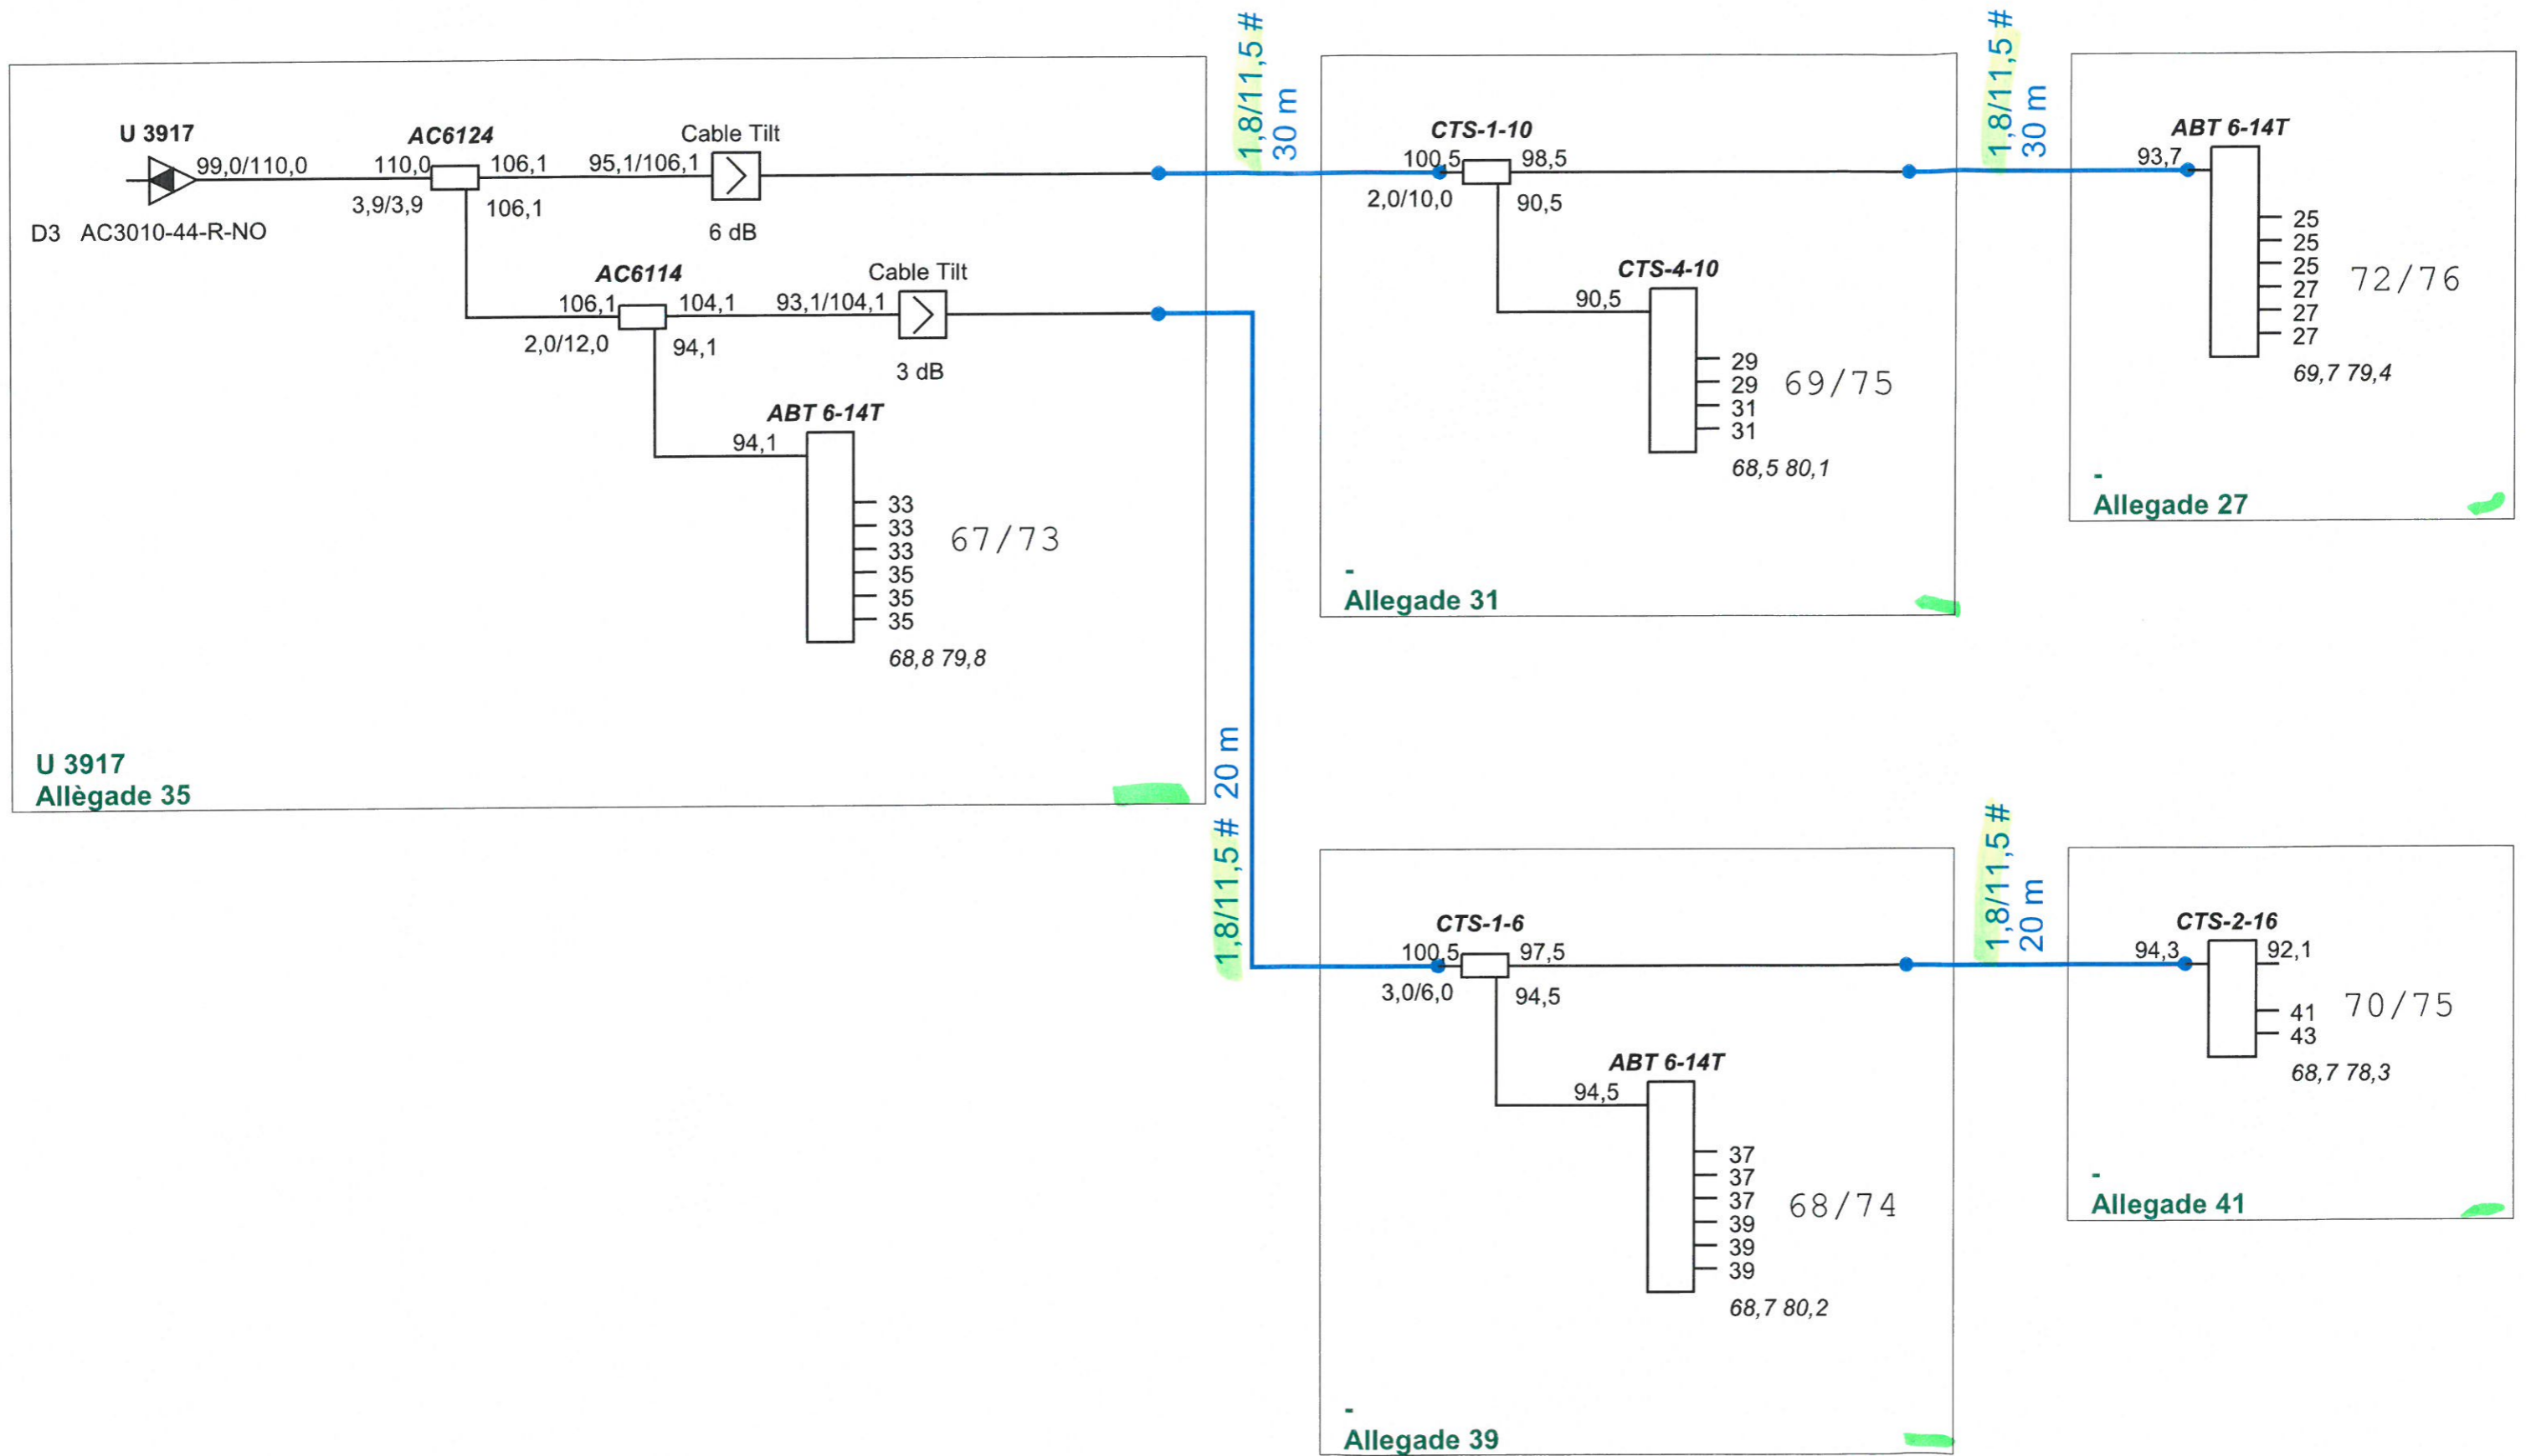 U 3917
99,0/110,0
D3 AC3010-44-R-NO
AC6124
110,0
106,1
3,9/3,9
106,1
95,1/106,1
Cable Tilt
6 dB
AC6114
106,1
104,1
2,0/12,0
94,1
93,1/104,1
Cable Tilt
3 dB
ABT 6-14T
94,1
33
33
33
35
35
35
67/73
68,8 79,8
U 3917
Allègade 35
1,8/11,5 #
30 m
CTS-1-10
100,5
98,5
2,0/10,0
90,5
CTS-4-10
90,5
29
29
31
31
69/75
68,5 80,1
-
Allegade 31
1,8/11,5 #
30 m
ABT 6-14T
93,7
25
25
25
27
27
27
72/76
69,7 79,4
-
Allegade 27
1,8/11,5 # 20 m
CTS-1-6
100,5
97,5
3,0/6,0
94,5
ABT 6-14T
94,5
37
37
37
39
39
39
68/74
68,7 80,2
-
Allegade 39
1,8/11,5 #
20 m
CTS-2-16
94,3
92,1
41
43
70/75
68,7 78,3
-
Allegade 41